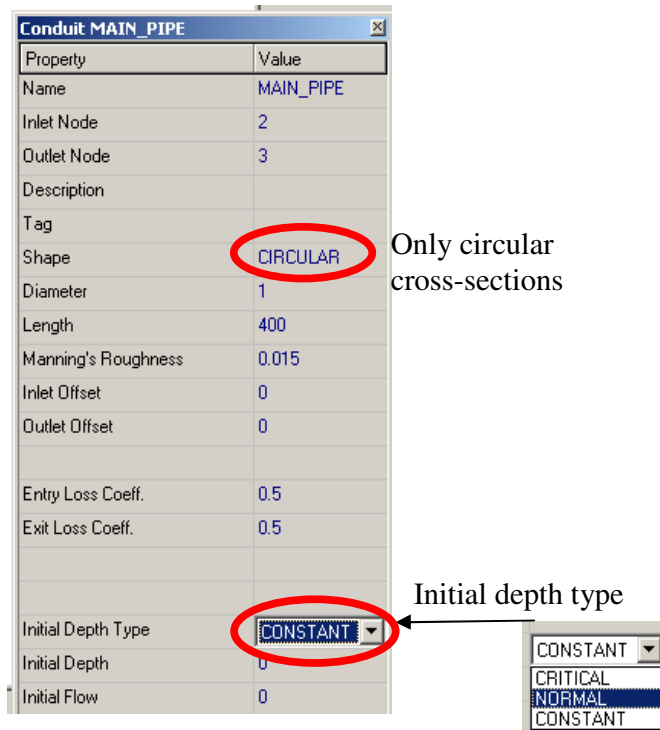 Conduit MAIN_PIPE
Property Value
Name MAIN_PIPE
Inlet Node 2
Outlet Node 3
Description
Tag
Shape CIRCULAR
Only circular
cross-sections
Diameter 1
Length 400
Manning's Roughness 0.015
Inlet Offset 0
Outlet Offset 0
Entry Loss Coeff. 0.5
Exit Loss Coeff. 0.5
Initial depth type
Initial Depth Type CONSTANT
Initial Depth 0
Initial Flow 0
CONSTANT
CRITICAL
NORMAL
CONSTANT